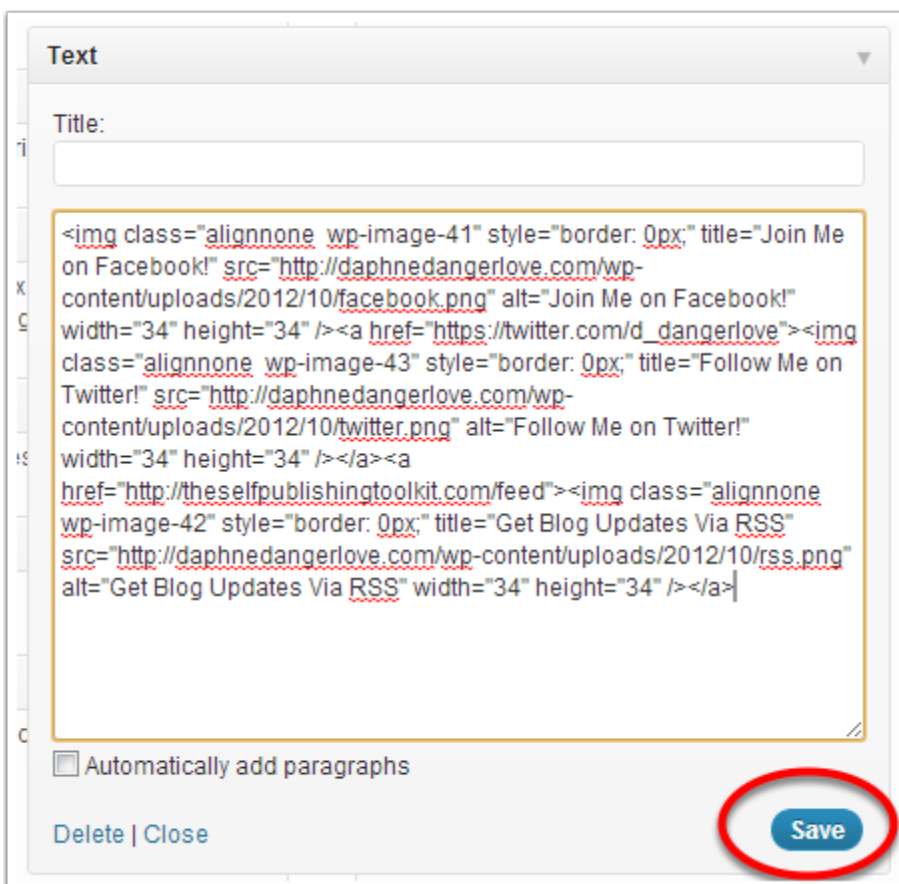 Text
Title:
<img class="alignnone  wp-image-41" style="border: 0px;" title="Join Me
on Facebook!" src="http://daphnedangerlove.com/wp-
content/uploads/2012/10/facebook.png" alt="Join Me on Facebook!"
width="34" height="34" /><a href="https://twitter.com/d_dangerlove"><img
class="alignnone  wp-image-43" style="border: 0px;" title="Follow Me on
Twitter!" src="http://daphnedangerlove.com/wp-
content/uploads/2012/10/twitter.png" alt="Follow Me on Twitter!"
width="34" height="34" /></a><a
href="http://theselfpublishingtoolkit.com/feed"><img class="alignnone
wp-image-42" style="border: 0px;" title="Get Blog Updates Via RSS"
src="http://daphnedangerlove.com/wp-content/uploads/2012/10/rss.png"
alt="Get Blog Updates Via RSS" width="34" height="34" /></a>
Automatically add paragraphs
Delete | Close
Save